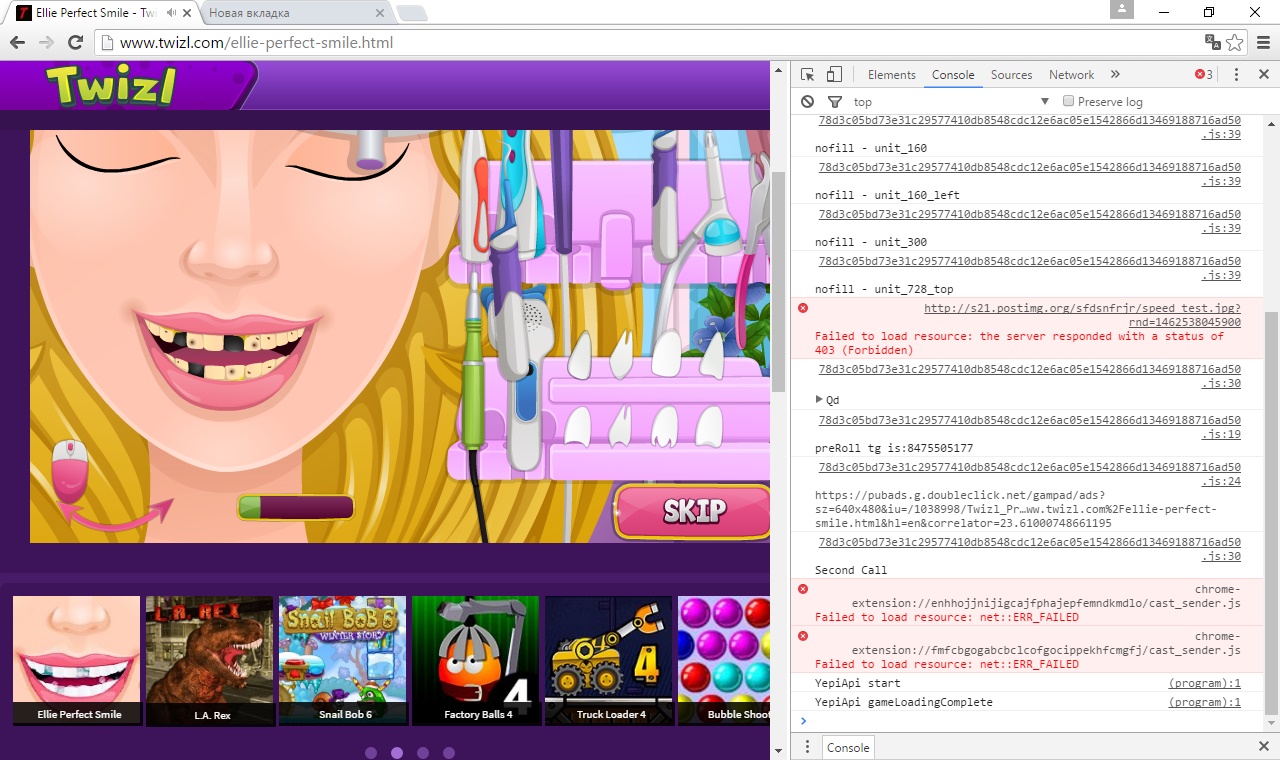 Ellie Perfect Smile - Twi
Новая вкладка
www.twizl.com/ellie-perfect-smile.html
Twizl
SKIP
L.A. REX
Snail BoB 6
WINTER STORY
4
4
Ellie Perfect Smile
L.A. Rex
Snail Bob 6
Factory Balls 4
Truck Loader 4
Bubble Shoot
Elements Console Sources Network » 3
top
Preserve log
78d3c05bd73e31c29577410db8548cdc12e6ac05e1542866d13469188716ad50
.js:39
nofill - unit_160
78d3c05bd73e31c29577410db8548cdc12e6ac05e1542866d13469188716ad50
.js:39
nofill - unit_160_left
78d3c05bd73e31c29577410db8548cdc12e6ac05e1542866d13469188716ad50
.js:39
nofill - unit_300
78d3c05bd73e31c29577410db8548cdc12e6ac05e1542866d13469188716ad50
.js:39
nofill - unit_728_top
http://s21.postimg.org/sfdsnfrjr/speed_test.jpg?
rnd=1462538045900
Failed to load resource: the server responded with a status of
403 (Forbidden)
78d3c05bd73e31c29577410db8548cdc12e6ac05e1542866d13469188716ad50
.js:30
Qd
78d3c05bd73e31c29577410db8548cdc12e6ac05e1542866d13469188716ad50
.js:19
preRoll tg is:8475505177
78d3c05bd73e31c29577410db8548cdc12e6ac05e1542866d13469188716ad50
.js:24
https://pubads.g.doubleclick.net/gampad/ads?
sz=640x480&iu=/1038998/Twizl_Pr…ww.twizl.com%2Fellie-perfect-
smile.html&hl=en&correlator=23.61000748661195
78d3c05bd73e31c29577410db8548cdc12e6ac05e1542866d13469188716ad50
.js:30
Second Call
chrome-
extension://enhhojjnijigcajfphajepfemndkmdlo/cast_sender.js
Failed to load resource: net::ERR_FAILED
chrome-
extension://fmfcbgogabcbclcofgocippekhfcmgfj/cast_sender.js
Failed to load resource: net::ERR_FAILED
YepiApi start (program):1
YepiApi gameLoadingComplete (program):1
Console